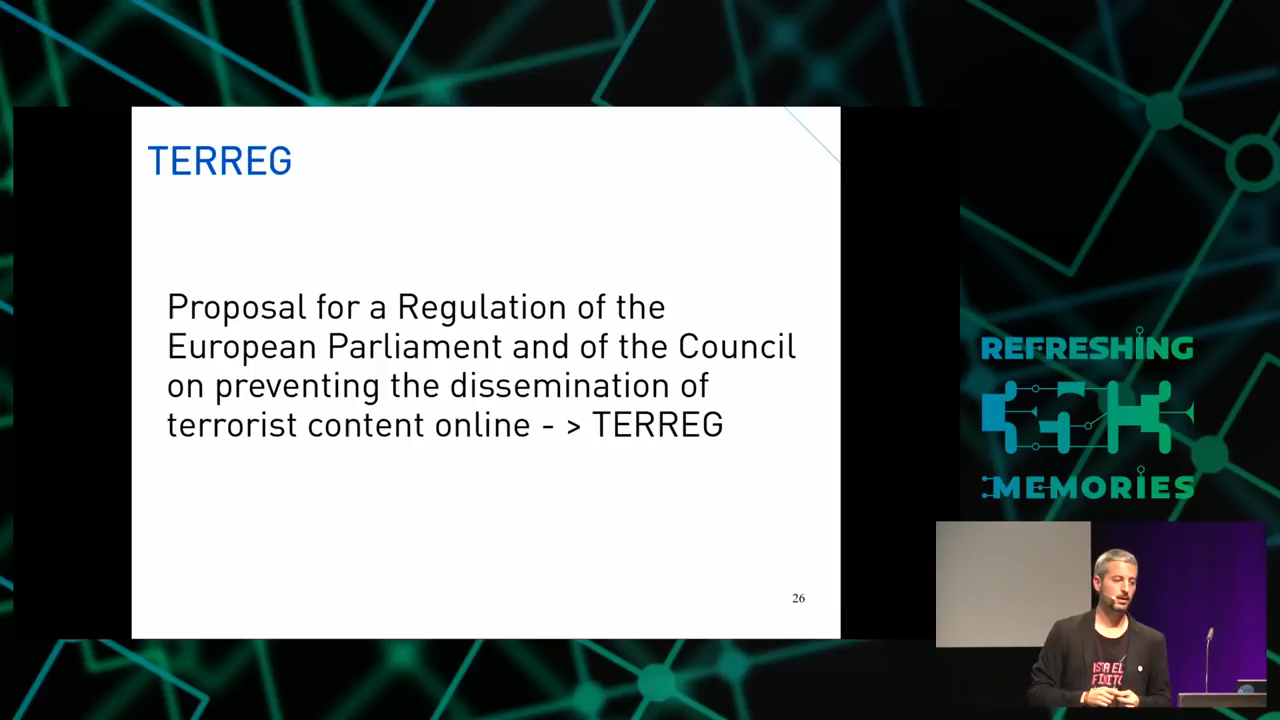 TERREG
Proposal for a Regulation of the
European Parliament and of the Council
on preventing the dissemination of
terrorist content online - > TERREG
26
REFRESHING
MEMORIES